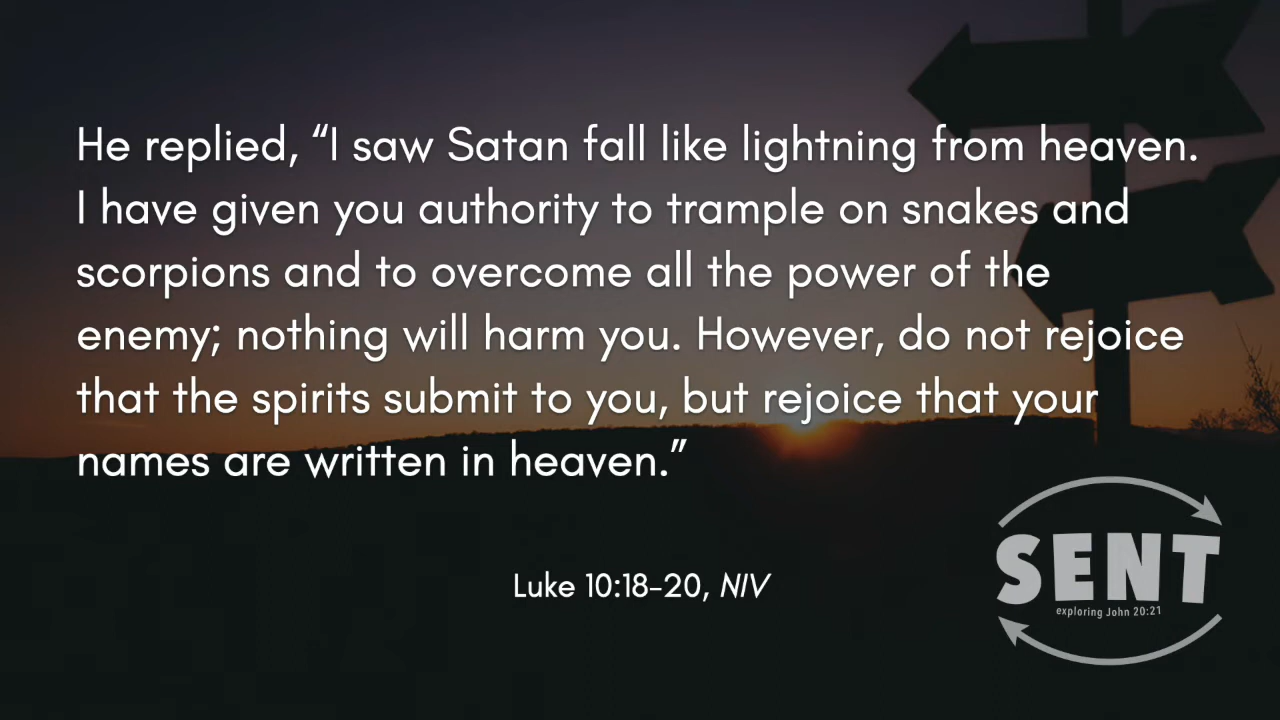 He replied, “I saw Satan fall like lightning from heaven.
I have given you authority to trample on snakes and
scorpions and to overcome all the power of the
enemy; nothing will harm you. However, do not rejoice
that the spirits submit to you, but rejoice that your
names are written in heaven.”
Luke 10:18-20, NIV
SENT
exploring John 20:21